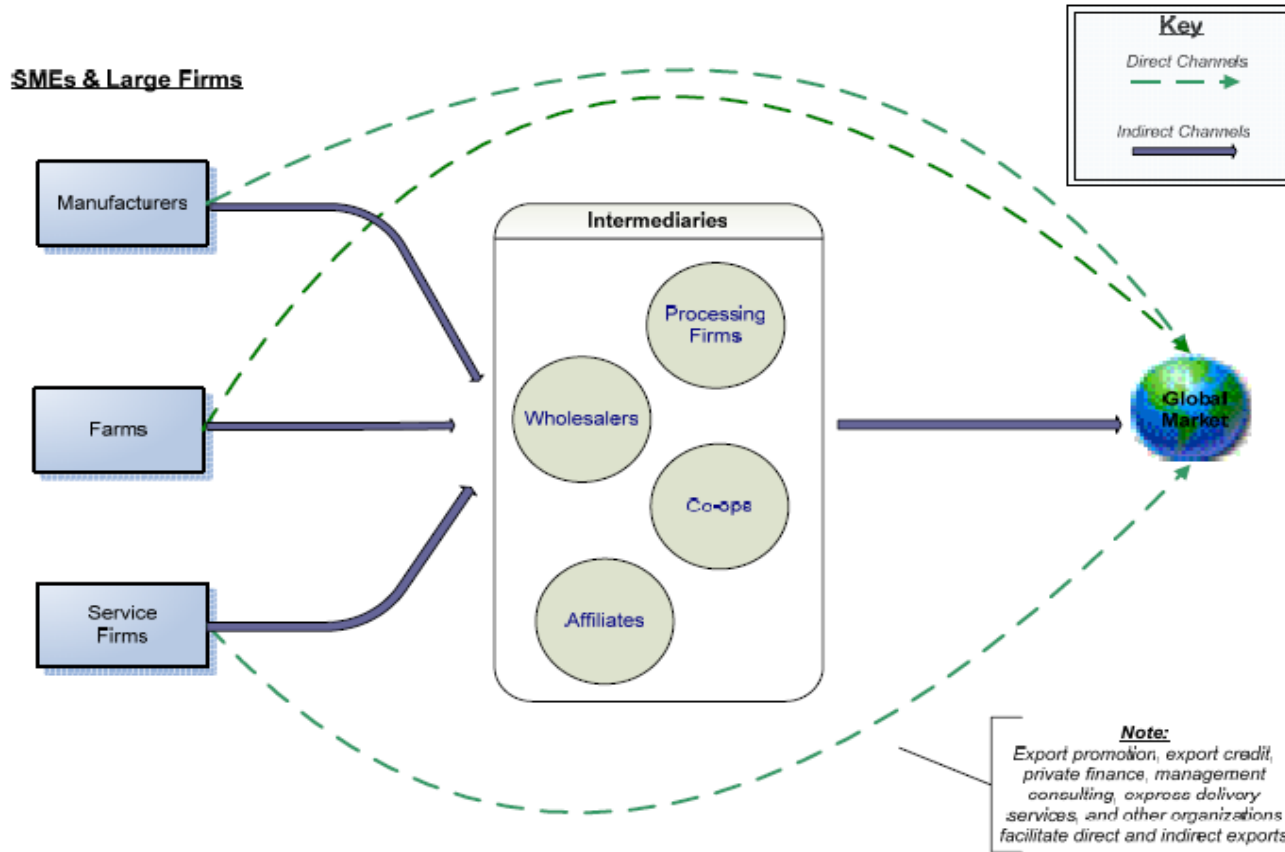 SMEs & Large Firms
Key
Direct Channels
Indirect Channels
Manufacturers
Farms
Service
Firms
Intermediaries
Processing
Firms
Wholesalers
Co-ops
Affiliates
Global
Market
Note:
Export promotion, export credit,
private finance, management
consulting, express delivery
services, and other organizations
facilitate direct and indirect exports